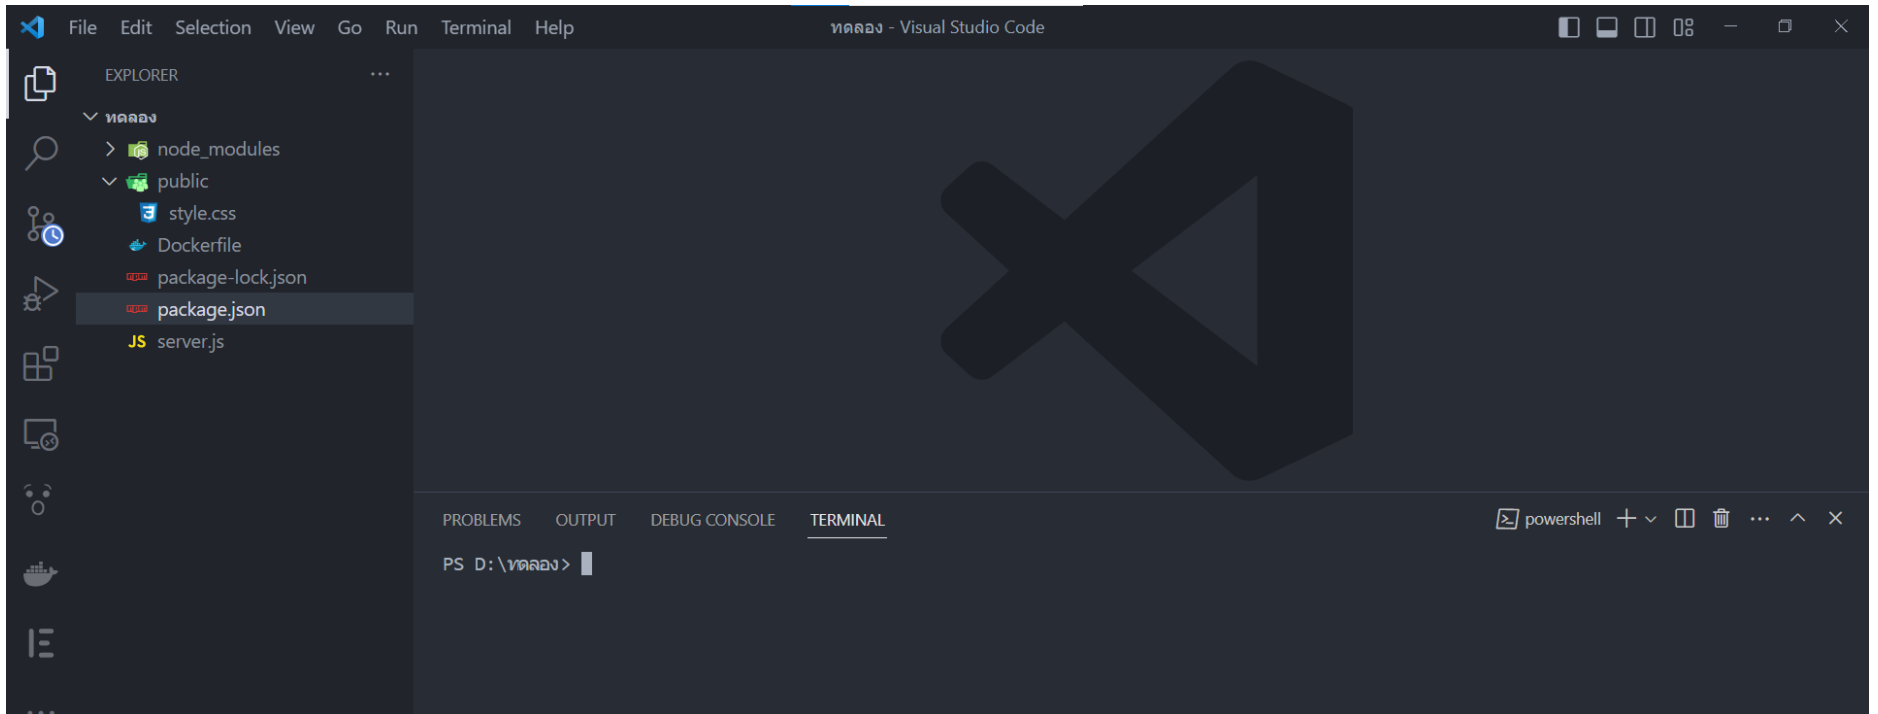 File Edit Selection View Go Run Terminal Help ทดลอง - Visual Studio Code
EXPLORER
ทดลอง
node_modules
public
style.css
Dockerfile
package-lock.json
package.json
JS server.js
PROBLEMS OUTPUT DEBUG CONSOLE TERMINAL powershell
PS D:\ทดลอง>